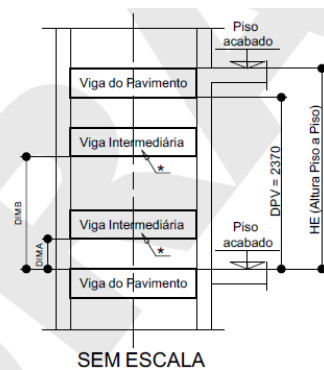 Piso
acabado
Viga do Pavimento
Viga Intermediária
*
DIMB
DPV = 2370
HE (Altura Piso a Piso)
Viga Intermediária
*
DIMA
Piso
acabado
Viga do Pavimento
SEM ESCALA